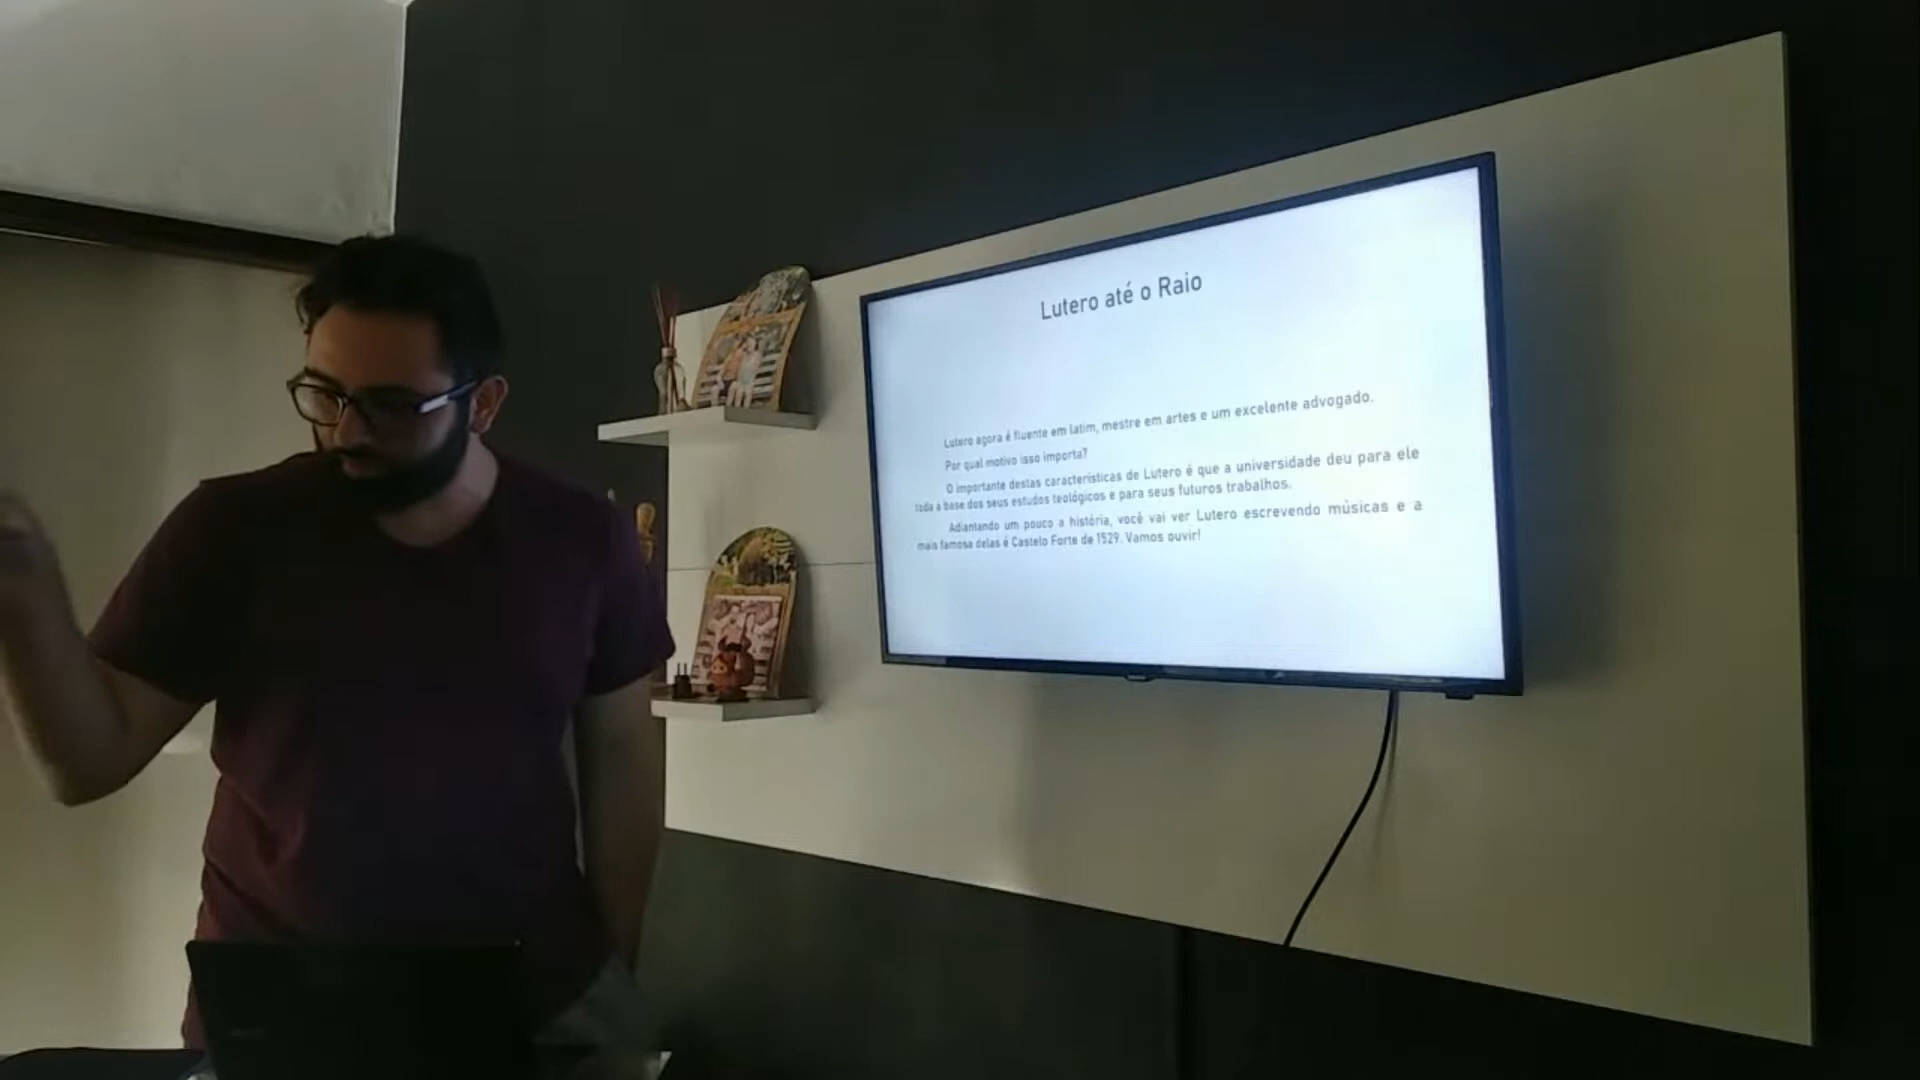 Lutero até o Raio
Lutero agora é fluente em latim, mestre em artes e um excelente advogado.
Por qual motivo isso importa?
O importante destas características de Lutero é que a universidade deu para ele
toda a base dos seus estudos teológicos e para seus futuros trabalhos.
Adiantando um pouco a história, você vai ver Lutero escrevendo músicas e a
mais famosa delas é Castelo Forte de 1529. Vamos ouvir!